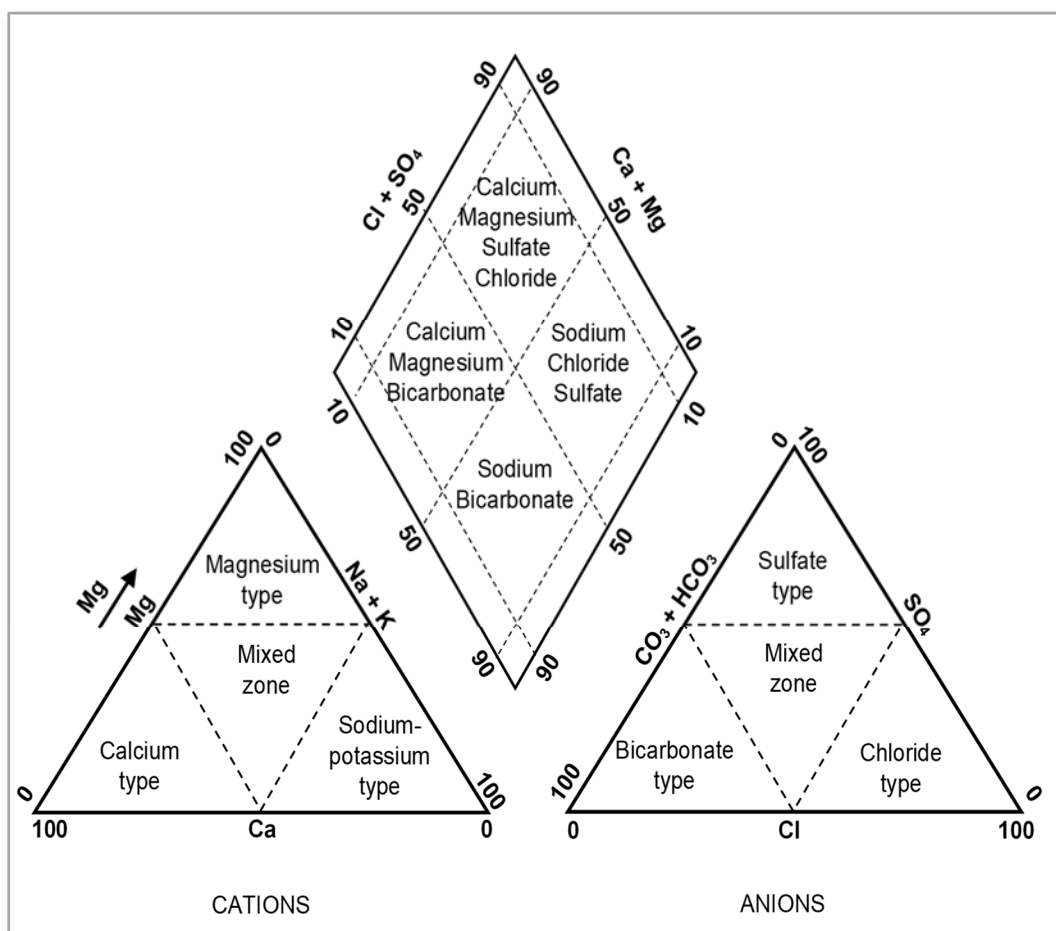 90
90
Cl + SO₄
Ca + Mg
50
50
Calcium
Magnesium
Sulfate
Chloride
10
10
Calcium
Magnesium
Bicarbonate
Sodium
Chloride
Sulfate
10
10
Sodium
Bicarbonate
50
50
90
90
100
0
Mg
Mg
Na + K
Magnesium
type
Mixed
zone
Calcium
type
Sodium-
potassium
type
0
100
100
Ca
0
CATIONS
0
100
CO₃ + HCO₃
SO₄
Sulfate
type
Mixed
zone
Bicarbonate
type
Chloride
type
100
0
0
Cl
100
ANIONS